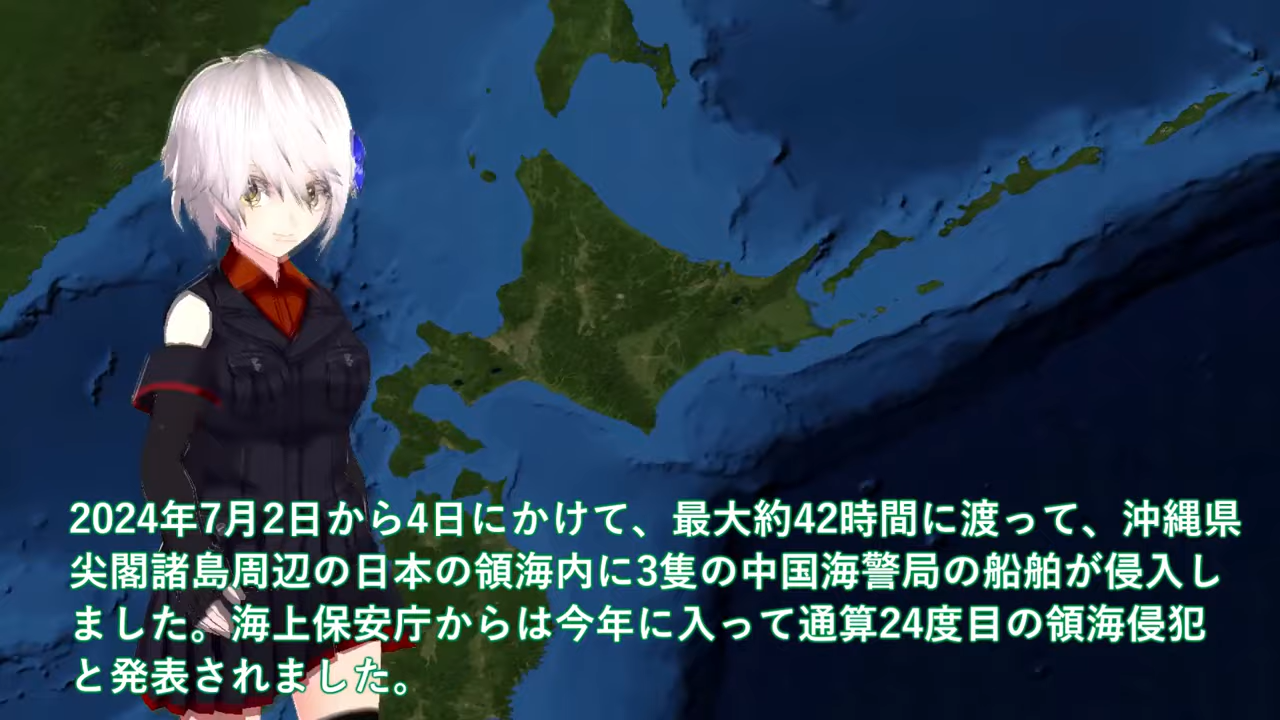 2024年7月2日から4日にかけて、最大約42時間に渡って、沖縄県
尖閣諸島周辺の日本の領海内に3隻の中国海警局の船舶が侵入し
ました。海上保安庁からは今年に入って通算24度目の領海侵犯
と発表されました。